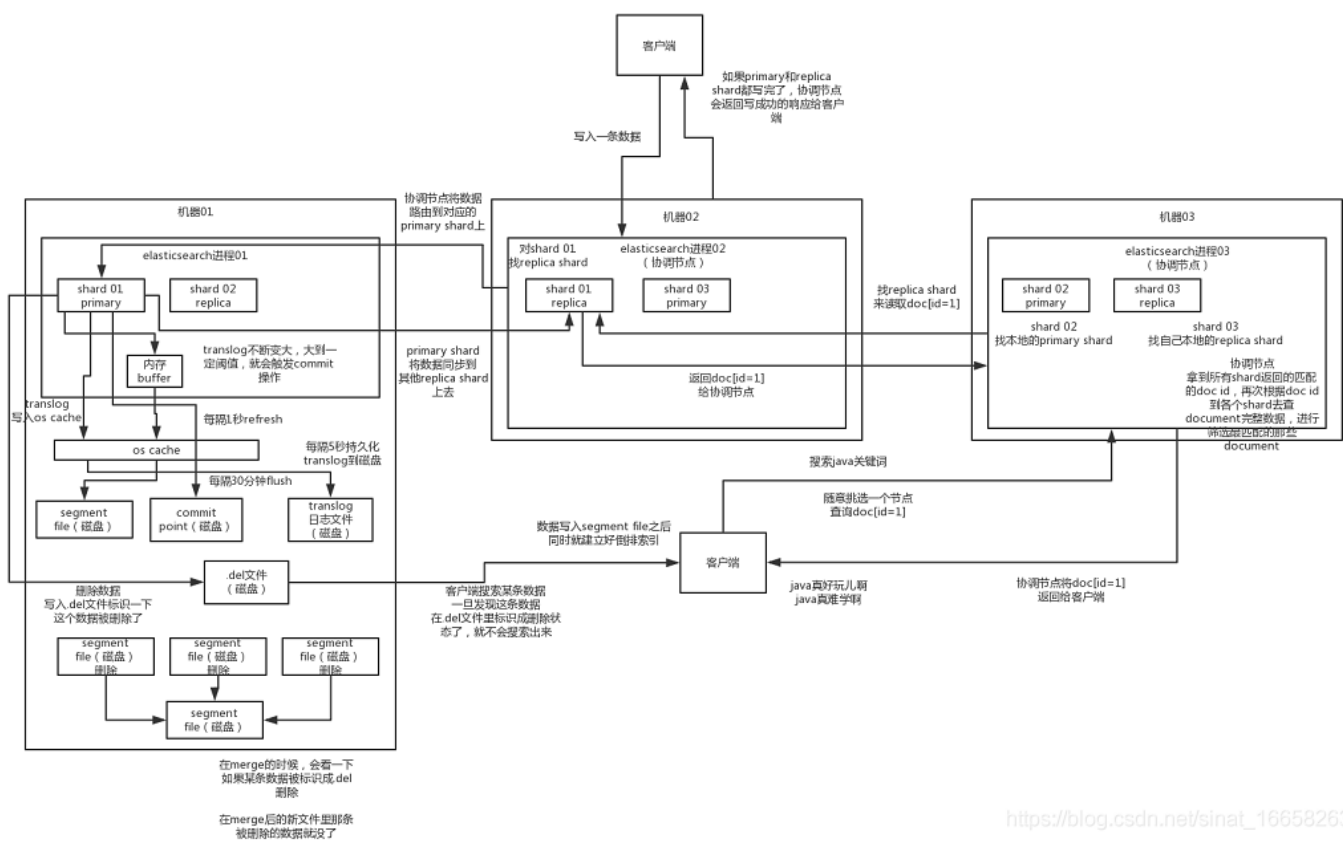 客户端
如果primary和replica
shard都写完了，协调节点
会返回写成功的响应给客户
端
写入一条数据
协调节点将数据
路由到对应的
primary shard上
机器01
elasticsearch进程01
shard 01
primary
shard 02
replica
translog不断变大，大到一
定阈值，就会触发commit
操作
内存
buffer
translog
写入os cache
每隔1秒refresh
os cache
每隔5秒持久化
translog到磁盘
每隔30分钟flush
segment
file（磁盘）
commit
point（磁盘）
translog
日志文件
（磁盘）
.del文件
（磁盘）
删除数据
写入.del文件标识一下
这个数据被删除了
segment
file（磁盘）
删除
segment
file（磁盘）
删除
segment
file（磁盘）
删除
segment
file（磁盘）
在merge的时候，会看一下
如果某条数据被标识成.del
删除
在merge后的新文件里那条
被删除的数据就没了
机器02
对shard 01
找replica shard
elasticsearch进程02
（协调节点）
shard 01
replica
shard 03
primary
primary shard
将数据同步到
其他replica shard
上去
返回doc[id=1]
给协调节点
找replica shard
来读取doc[id=1]
机器03
elasticsearch进程03
（协调节点）
shard 02
primary
shard 03
replica
shard 02
找本地的primary shard
shard 03
找自己本地的replica shard
协调节点
拿到所有shard返回的匹配
的doc id，再次根据doc id
到各个shard去查
document完整数据，进行
筛选最匹配的那些
document
搜索java关键词
随意挑选一个节点
查询doc[id=1]
数据写入segment file之后
同时就建立好倒排索引
客户端
客户端搜索某条数据
一旦发现这条数据
在.del文件里标识成删除状
态了，就不会搜索出来
java真好玩儿啊
java真难学啊
协调节点将doc[id=1]
返回给客户端
https://blog.csdn.net/sinat_16658263